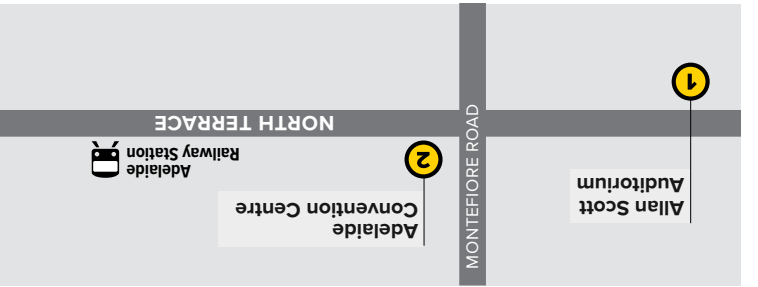 Allan Scott
Auditorium
1
MONTEFIORE ROAD
Adelaide
Convention Centre
2
Adelaide
Railway Station
NORTH TERRACE